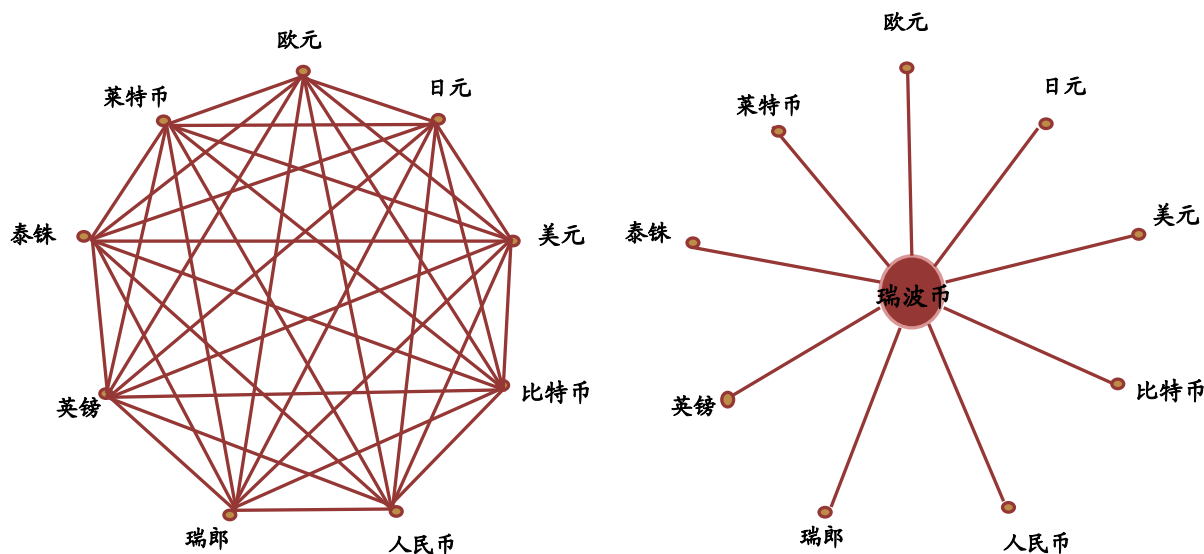 欧元
莱特币
日元
泰铢
美元
英镑
比特币
瑞郎
人民币
欧元
莱特币
日元
泰铢
美元
瑞波币
英镑
比特币
瑞郎
人民币